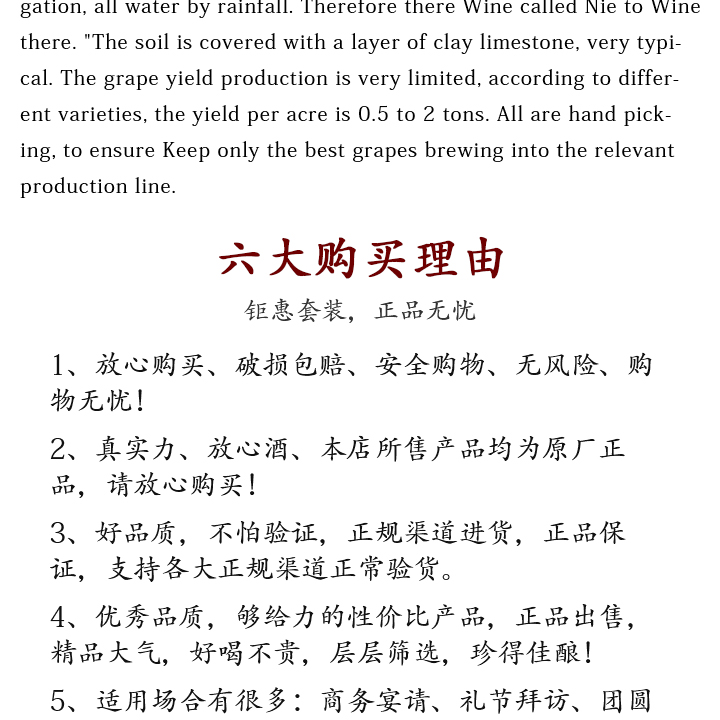 gation, all water by rainfall. Therefore there Wine called Nie to Wine
there. "The soil is covered with a layer of clay limestone, very typi-
cal. The grape yield production is very limited, according to differ-
ent varieties, the yield per acre is 0.5 to 2 tons. All are hand pick-
ing, to ensure Keep only the best grapes brewing into the relevant
production line.
六大购买理由
钜惠套装，正品无忧
1、放心购买、破损包赔、安全购物、无风险、购
物无忧！
2、真实力、放心酒、本店所售产品均为原厂正
品，请放心购买！
3、好品质，不怕验证，正规渠道进货，正品保
证，支持各大正规渠道正常验货。
4、优秀品质，够给力的性价比产品，正品出售，
精品大气，好喝不贵，层层筛选，珍得佳酿！
5、适用场合有很多：商务宴请、礼节拜访、团圆